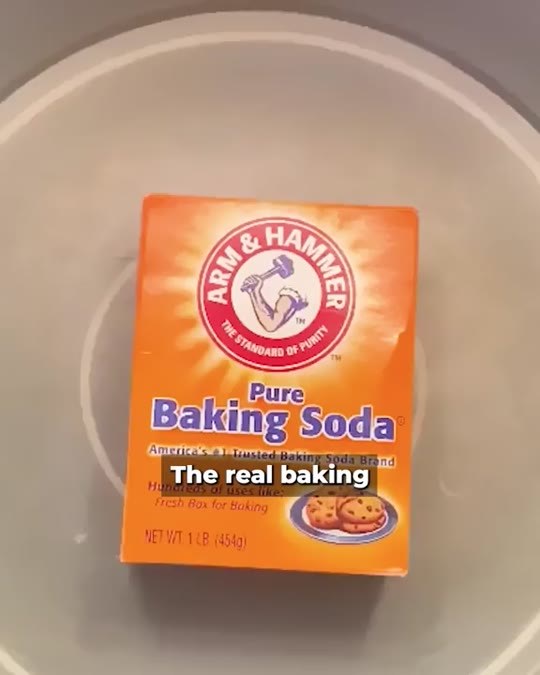 ARM & HAMMER
THE STANDARD OF PURITY
TM
TM
Pure
Baking Soda
America's #1 Trusted Baking Soda Brand
The real baking
Hundreds of uses like:
Fresh Box for Baking
NET WT. 1 LB (454g)